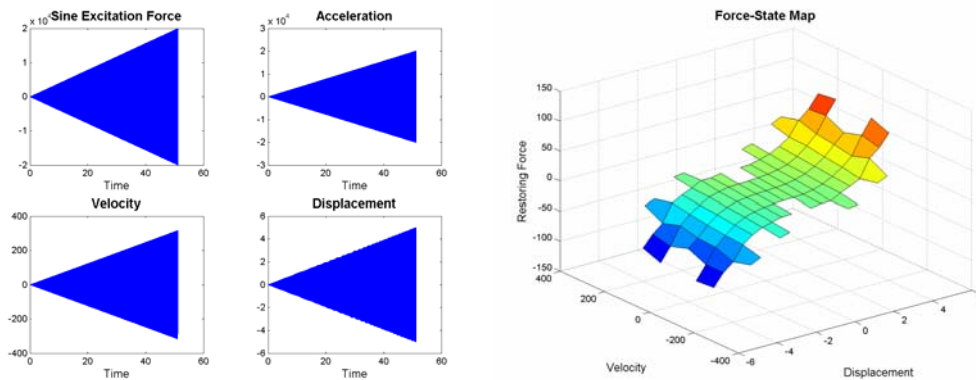 Sine Excitation Force
x 10
2
1
0
-1
-2
0 20 40 60
Time
Acceleration
x 10⁴
3
2
1
0
-1
-2
-3
0 20 40 60
Time
Velocity
400
200
0
-200
-400
0 20 40 60
Time
Displacement
6
4
2
0
-2
-4
-6
0 20 40 60
Time
Force-State Map
Restoring Force
150
100
50
0
-50
-100
-150
400
200
0
-200
-400
Velocity
-6
-4
-2
0
2
4
Displacement